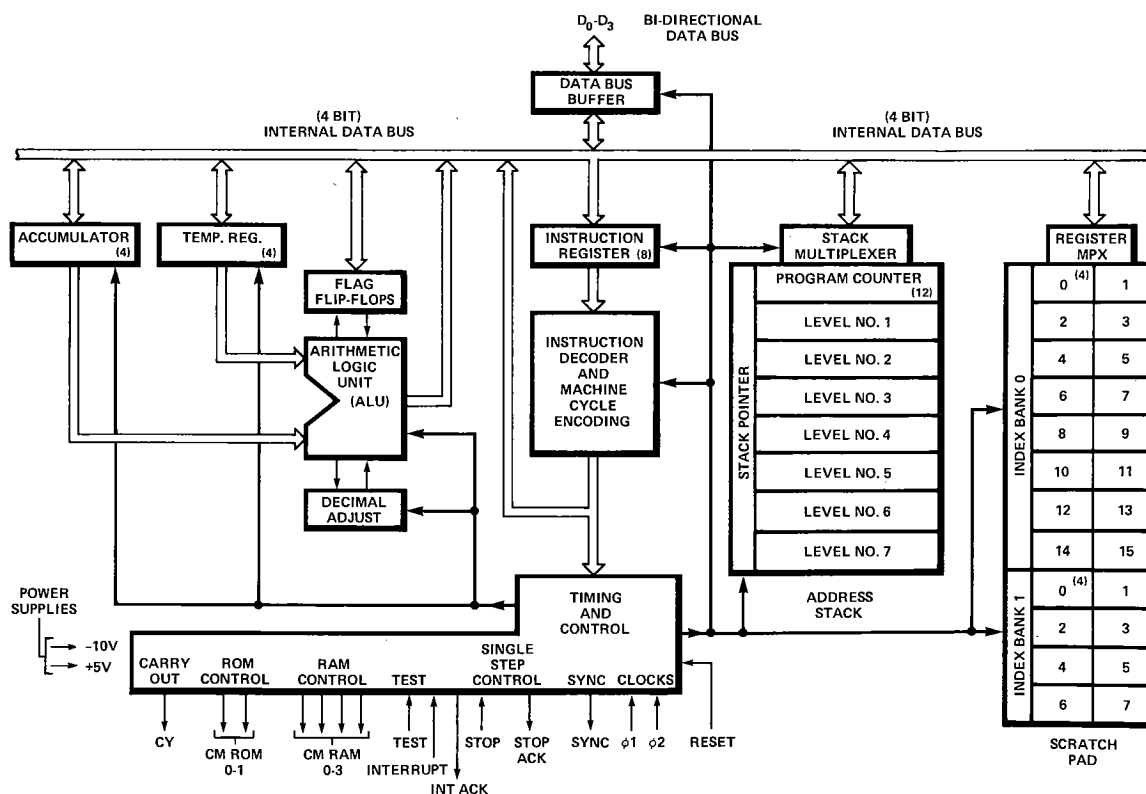 D0-D3
BI-DIRECTIONAL
DATA BUS
DATA BUS
BUFFER
(4 BIT)
INTERNAL DATA BUS
(4 BIT)
INTERNAL DATA BUS
ACCUMULATOR
(4)
TEMP. REG.
(4)
FLAG
FLIP-FLOPS
ARITHMETIC
LOGIC
UNIT
(ALU)
DECIMAL
ADJUST
INSTRUCTION
REGISTER (8)
INSTRUCTION
DECODER
AND
MACHINE
CYCLE
ENCODING
STACK
MULTIPLEXER
STACK POINTER
PROGRAM COUNTER
(12)
LEVEL NO. 1
LEVEL NO. 2
LEVEL NO. 3
LEVEL NO. 4
LEVEL NO. 5
LEVEL NO. 6
LEVEL NO. 7
ADDRESS
STACK
REGISTER
MPX
INDEX BANK 0
0 (4) 1
2 3
4 5
6 7
8 9
10 11
12 13
14 15
INDEX BANK 1
0 (4) 1
2 3
4 5
6 7
SCRATCH
PAD
POWER
SUPPLIES
-10V
+5V
TIMING
AND
CONTROL
CARRY
OUT
ROM
CONTROL
RAM
CONTROL
TEST
SINGLE
STEP
CONTROL
SYNC
CLOCKS
CY
CM ROM
0-1
CM RAM
0-3
TEST
INTERRUPT
INT ACK
STOP
STOP
ACK
SYNC
φ1
φ2
RESET